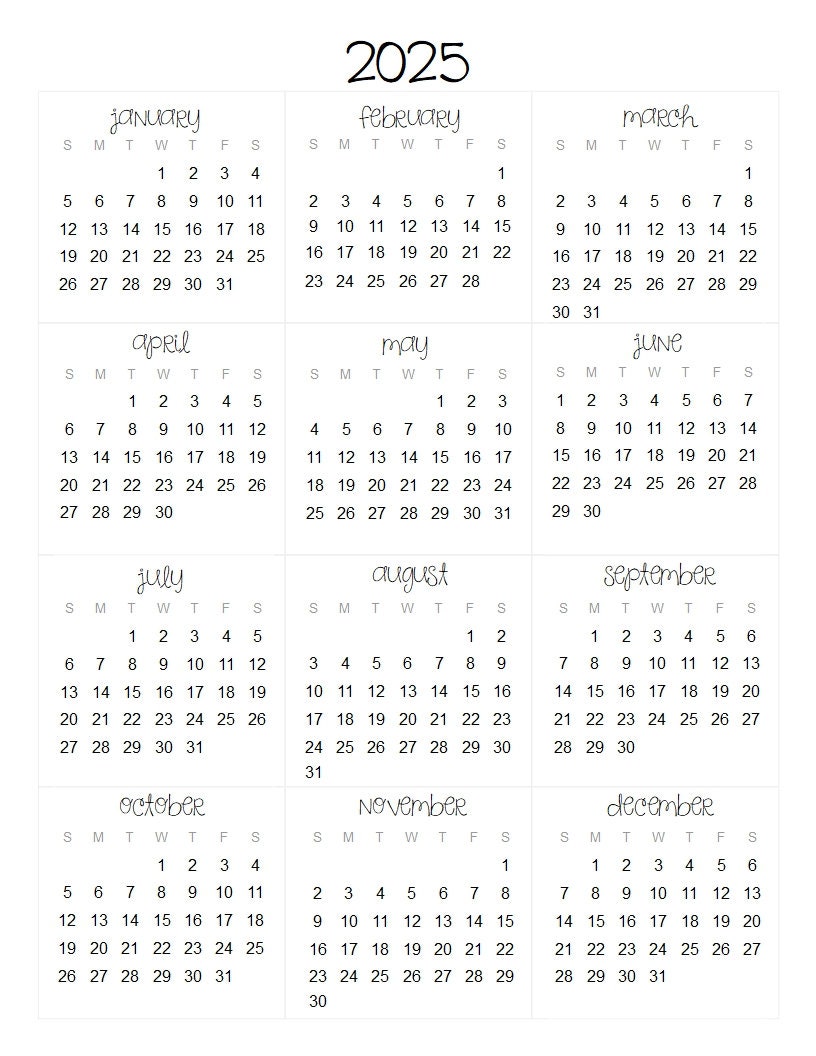 2025
january
S M T W T F S
1 2 3 4
5 6 7 8 9 10 11
12 13 14 15 16 17 18
19 20 21 22 23 24 25
26 27 28 29 30 31
february
S M T W T F S
1
2 3 4 5 6 7 8
9 10 11 12 13 14 15
16 17 18 19 20 21 22
23 24 25 26 27 28
march
S M T W T F S
1
2 3 4 5 6 7 8
9 10 11 12 13 14 15
16 17 18 19 20 21 22
23 24 25 26 27 28 29
30 31
april
S M T W T F S
1 2 3 4 5
6 7 8 9 10 11 12
13 14 15 16 17 18 19
20 21 22 23 24 25 26
27 28 29 30
may
S M T W T F S
1 2 3
4 5 6 7 8 9 10
11 12 13 14 15 16 17
18 19 20 21 22 23 24
25 26 27 28 29 30 31
june
S M T W T F S
1 2 3 4 5 6 7
8 9 10 11 12 13 14
15 16 17 18 19 20 21
22 23 24 25 26 27 28
29 30
july
S M T W T F S
1 2 3 4 5
6 7 8 9 10 11 12
13 14 15 16 17 18 19
20 21 22 23 24 25 26
27 28 29 30 31
august
S M T W T F S
1 2
3 4 5 6 7 8 9
10 11 12 13 14 15 16
17 18 19 20 21 22 23
24 25 26 27 28 29 30
31
september
S M T W T F S
1 2 3 4 5 6
7 8 9 10 11 12 13
14 15 16 17 18 19 20
21 22 23 24 25 26 27
28 29 30
october
S M T W T F S
1 2 3 4
5 6 7 8 9 10 11
12 13 14 15 16 17 18
19 20 21 22 23 24 25
26 27 28 29 30 31
november
S M T W T F S
1
2 3 4 5 6 7 8
9 10 11 12 13 14 15
16 17 18 19 20 21 22
23 24 25 26 27 28 29
30
december
S M T W T F S
1 2 3 4 5 6
7 8 9 10 11 12 13
14 15 16 17 18 19 20
21 22 23 24 25 26 27
28 29 30 31